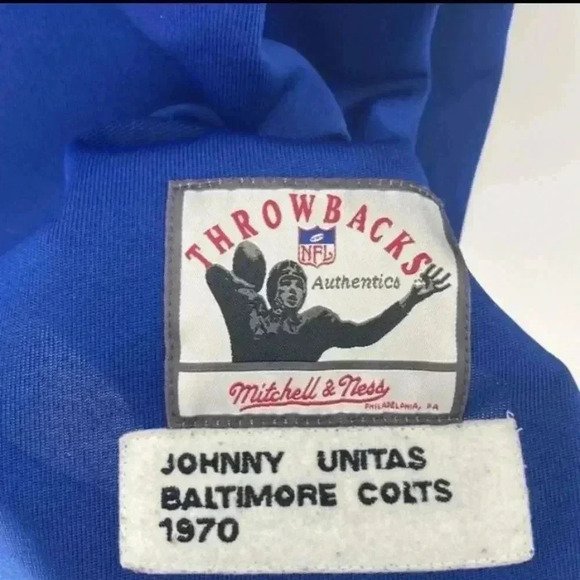 THROWBACKS
NFL
Authentics
Mitchell & Ness
PHILADELPHIA, PA
JOHNNY UNITAS
BALTIMORE COLTS
1970